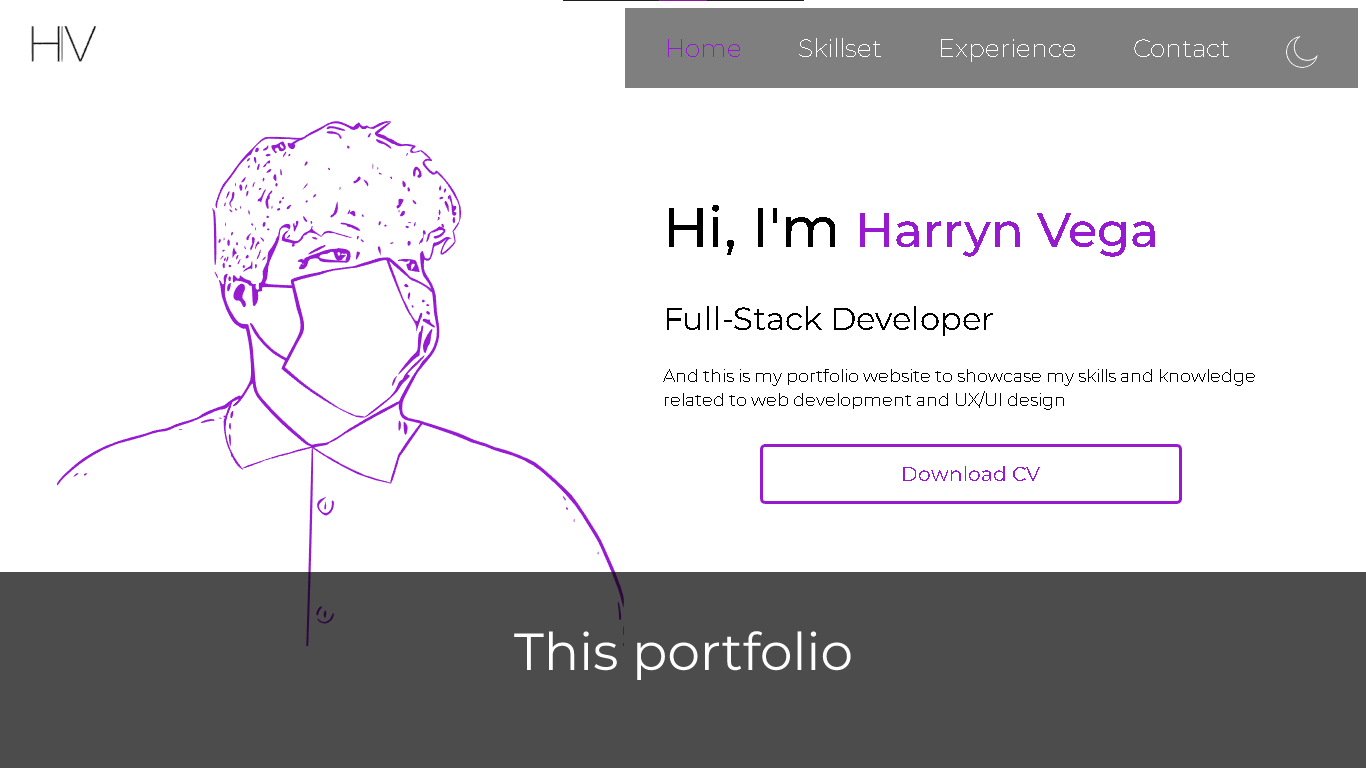 HV
Home Skillset Experience Contact
Hi, I'm Harryn Vega
Full-Stack Developer
And this is my portfolio website to showcase my skills and knowledge
related to web development and UX/UI design
Download CV
This portfolio